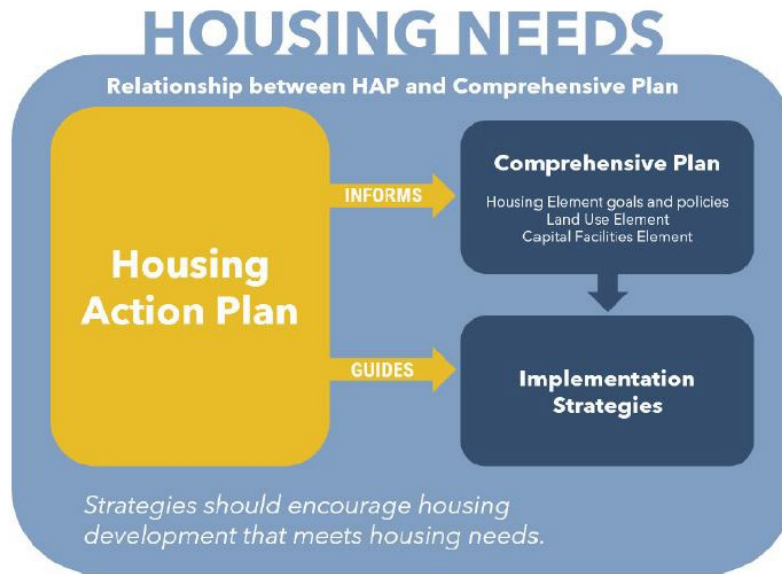 HOUSING NEEDS
Relationship between HAP and Comprehensive Plan
Housing
Action Plan
INFORMS
Comprehensive Plan
Housing Element goals and policies
Land Use Element
Capital Facilities Element
GUIDES
Implementation
Strategies
Strategies should encourage housing
development that meets housing needs.